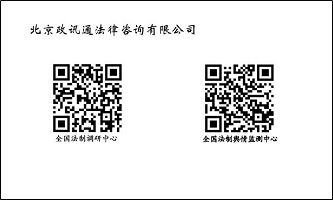 北京政讯通法律咨询有限公司
全国法制调研中心
全国法制舆情监测中心